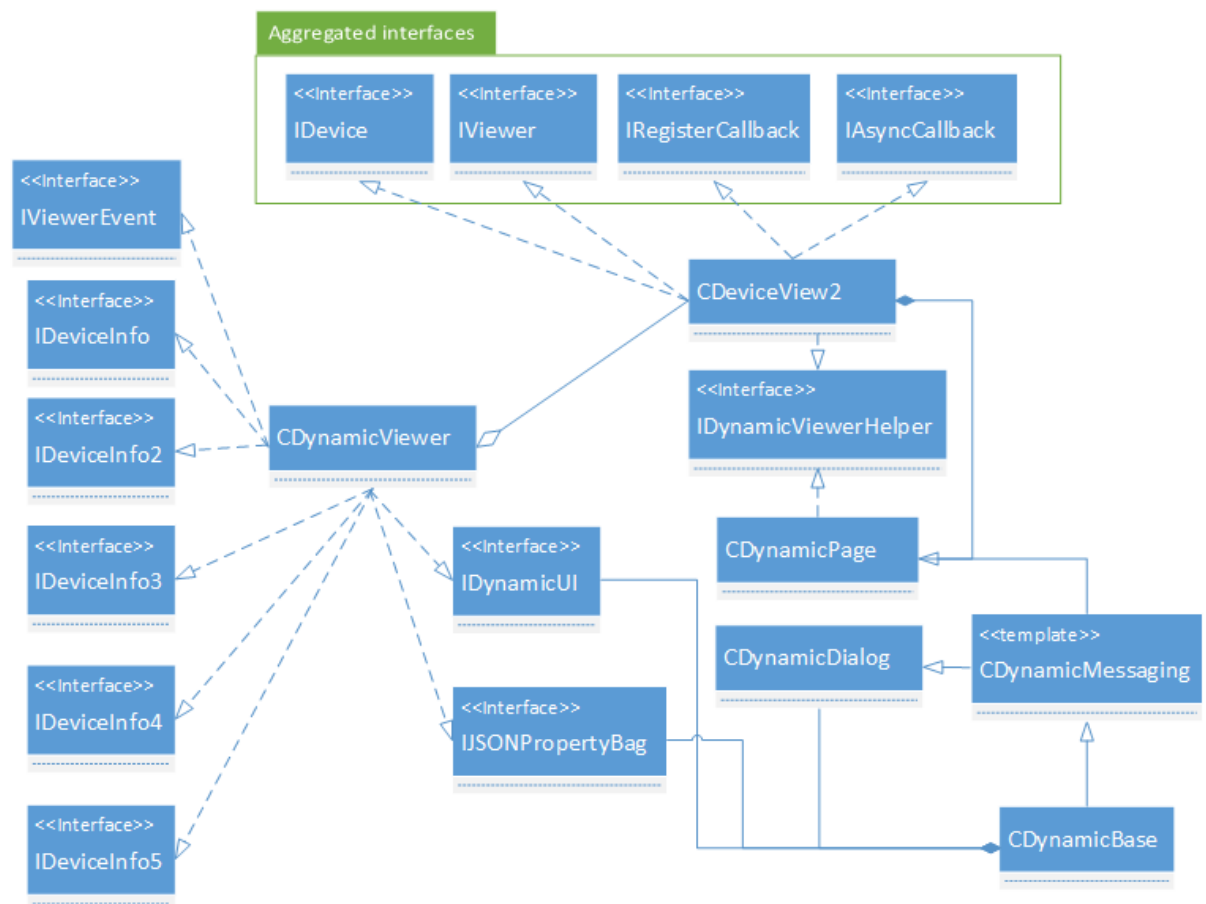 Aggregated interfaces
<<Interface>>
IDevice
<<Interface>>
IViewer
<<Interface>>
IRegisterCallback
<<Interface>>
IAsyncCallback
<<Interface>>
IViewerEvent
<<Interface>>
IDeviceInfo
<<Interface>>
IDeviceInfo2
<<Interface>>
IDeviceInfo3
<<Interface>>
IDeviceInfo4
<<Interface>>
IDeviceInfo5
CDynamicViewer
<<Interface>>
IDynamicUI
<<Interface>>
IJSONPropertyBag
CDeviceView2
<<Interface>>
IDynamicViewerHelper
CDynamicPage
CDynamicDialog
<<template>>
CDynamicMessaging
CDynamicBase